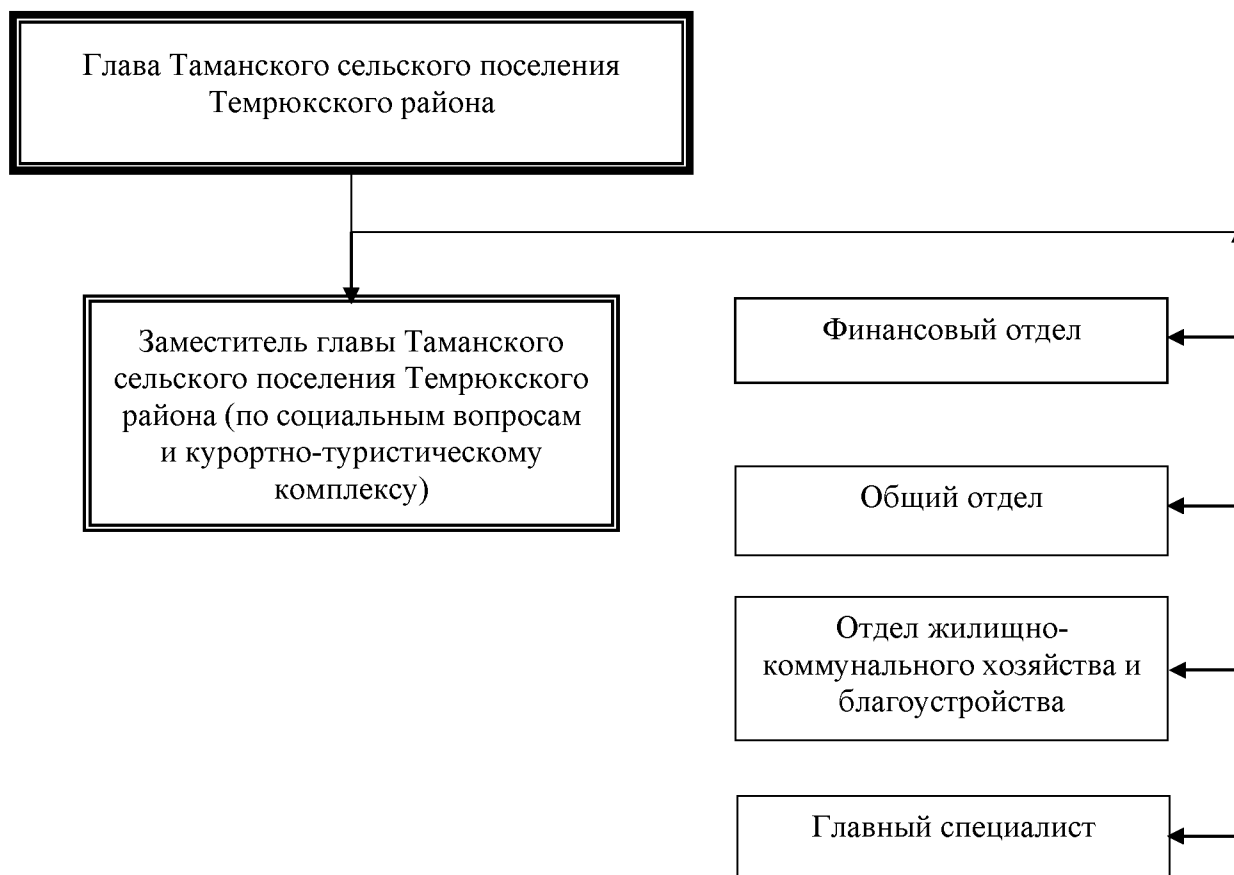 Глава Таманского сельского поселения
Темрюкского района
Заместитель главы Таманского
сельского поселения Темрюкского
района (по социальным вопросам
и курортно-туристическому
комплексу)
Финансовый отдел
Общий отдел
Отдел жилищно-
коммунального хозяйства и
благоустройства
Главный специалист